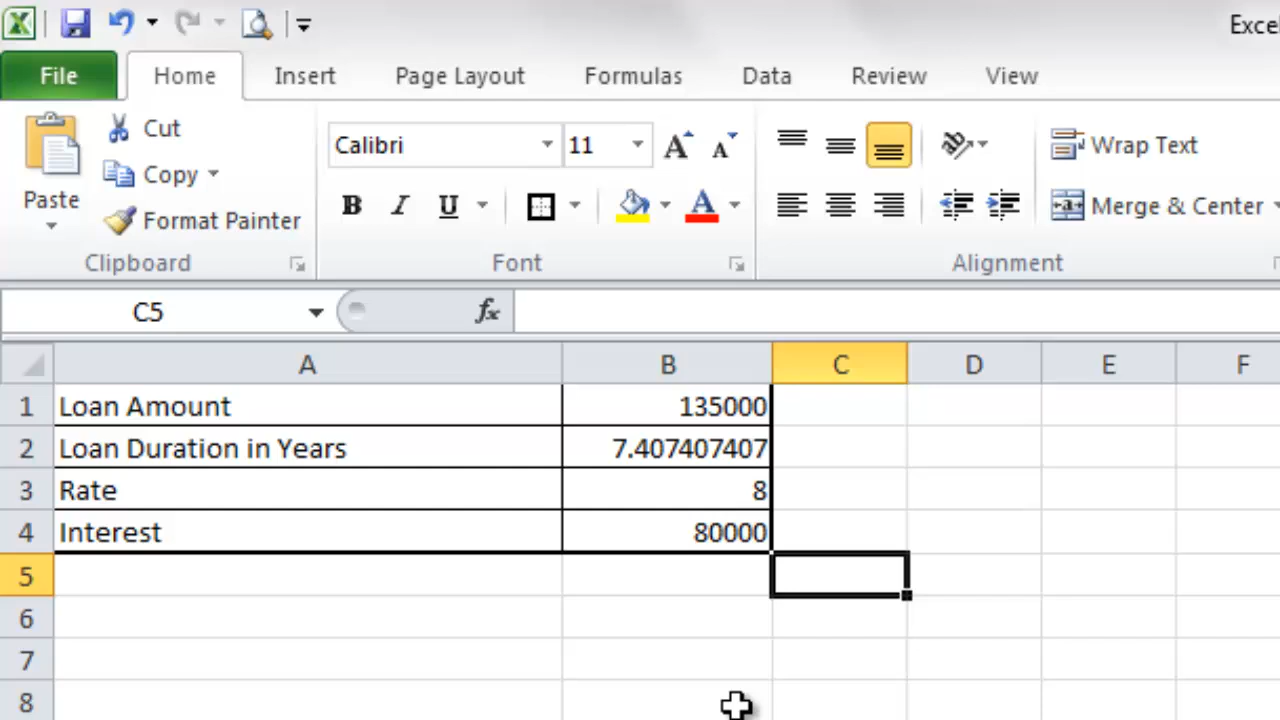 Excel
File Home Insert Page Layout Formulas Data Review View
Paste
Cut
Copy
Format Painter
Clipboard
Calibri 11 A A
B I U A
Font
Wrap Text
Merge & Center
Alignment
C5 fx
A B C D E F
1 Loan Amount 135000
2 Loan Duration in Years 7.407407407
3 Rate 8
4 Interest 80000
5
6
7
8